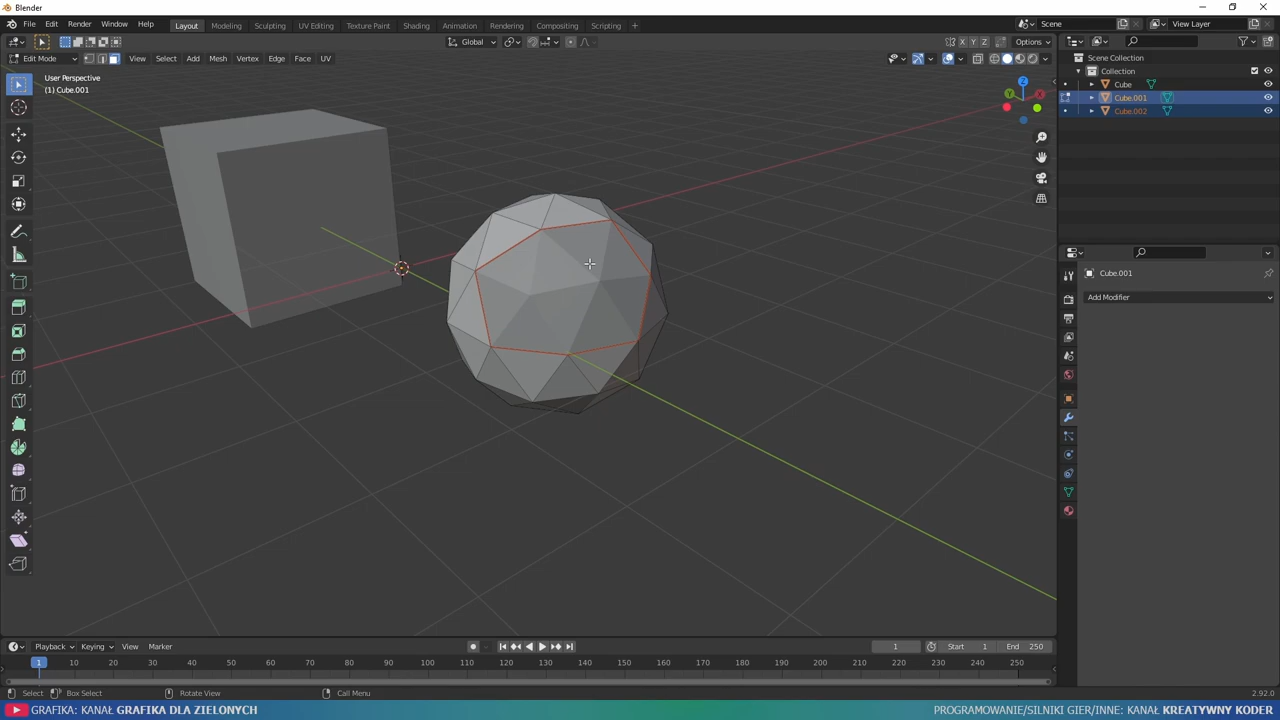 Blender
File Edit Render Window Help Layout Modeling Sculpting UV Editing Texture Paint Shading Animation Rendering Compositing Scripting + Scene View Layer
Global X Y Z Options
Edit Mode View Select Add Mesh Vertex Edge Face UV
Scene Collection
Collection
Cube
Cube.001
Cube.002
User Perspective
(1) Cube.001
Z
Y X
Cube.001
Add Modifier
Playback Keying View Marker 1 Start 1 End 250
1 10 20 30 40 50 60 70 80 90 100 110 120 130 140 150 160 170 180 190 200 210 220 230 240 250
Select Box Select Rotate View Call Menu 2.92.0
GRAFIKA: KANAŁ GRAFIKA DLA ZIELONYCH PROGRAMOWANIE/SILNIKI GIER/INNE: KANAŁ KREATYWNY KODER